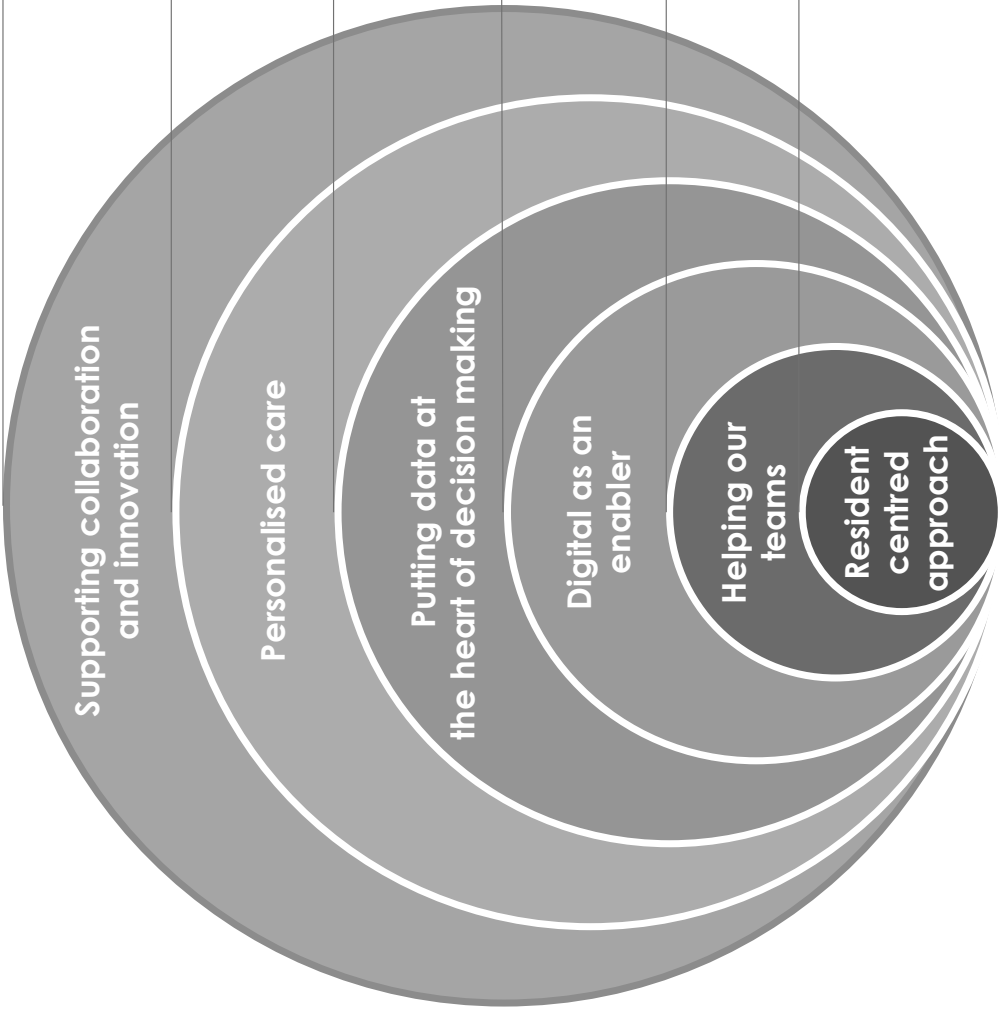 Supporting collaboration
and innovation
Personalised care
Putting data at
the heart of decision making
Digital as an
enabler
Helping our
teams
Resident
centred
approach